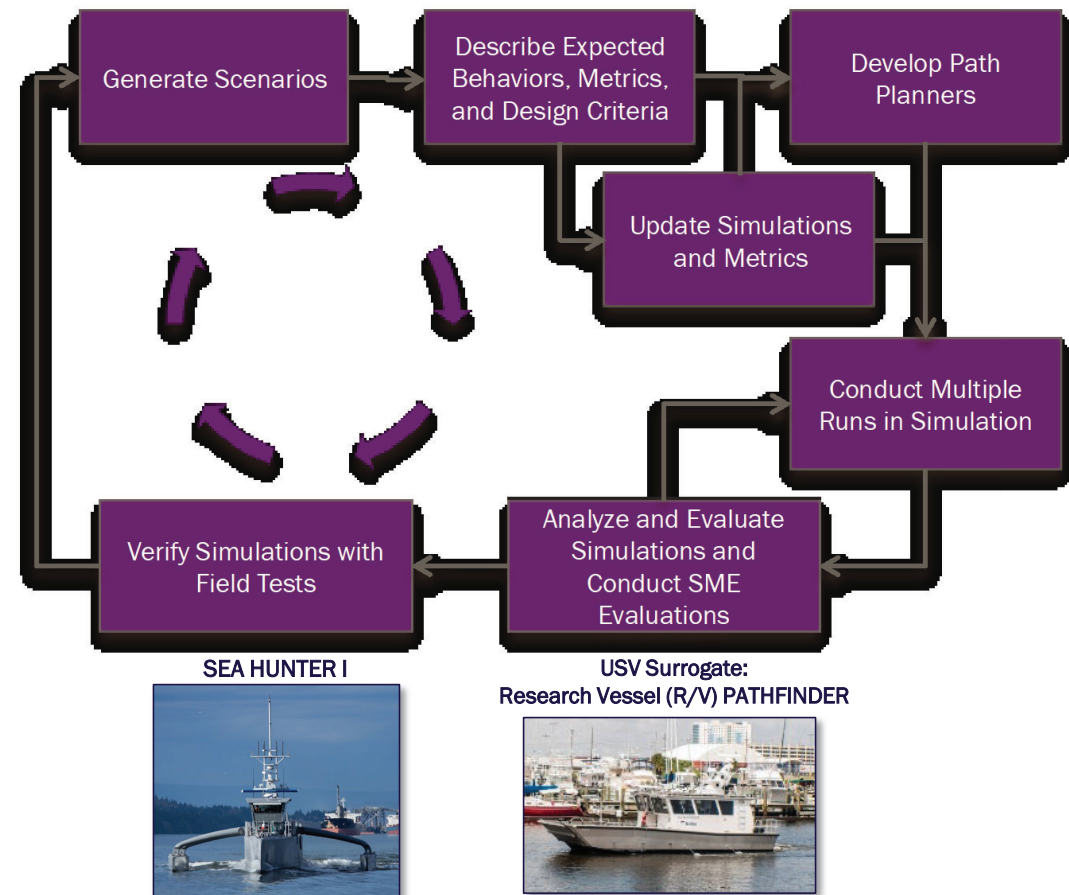 Generate Scenarios
Describe Expected
Behaviors, Metrics,
and Design Criteria
Develop Path
Planners
Update Simulations
and Metrics
Conduct Multiple
Runs in Simulation
Analyze and Evaluate
Simulations and
Conduct SME
Evaluations
Verify Simulations with
Field Tests
SEA HUNTER I
USV Surrogate:
Research Vessel (R/V) PATHFINDER